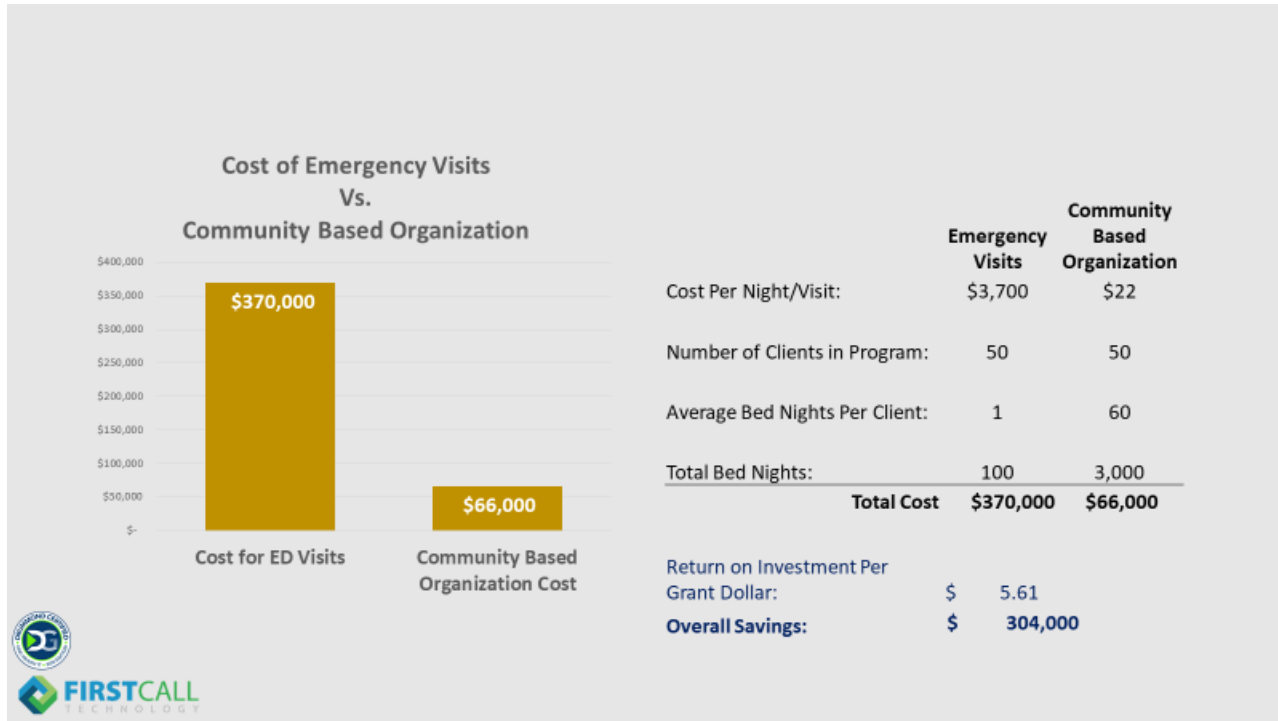 Cost of Emergency Visits
Vs.
Community Based Organization
$400,000
$350,000
$300,000
$250,000
$200,000
$150,000
$100,000
$50,000
$-
$370,000
$66,000
Cost for ED Visits
Community Based
Organization Cost
Emergency
Visits
Community
Based
Organization
Cost Per Night/Visit: $3,700 $22
Number of Clients in Program: 50 50
Average Bed Nights Per Client: 1 60
Total Bed Nights: 100 3,000
Total Cost $370,000 $66,000
Return on Investment Per
Grant Dollar: $ 5.61
Overall Savings: $ 304,000
DRUMMOND CERTIFIED
DG
FIRSTCALL
TECHNOLOGY